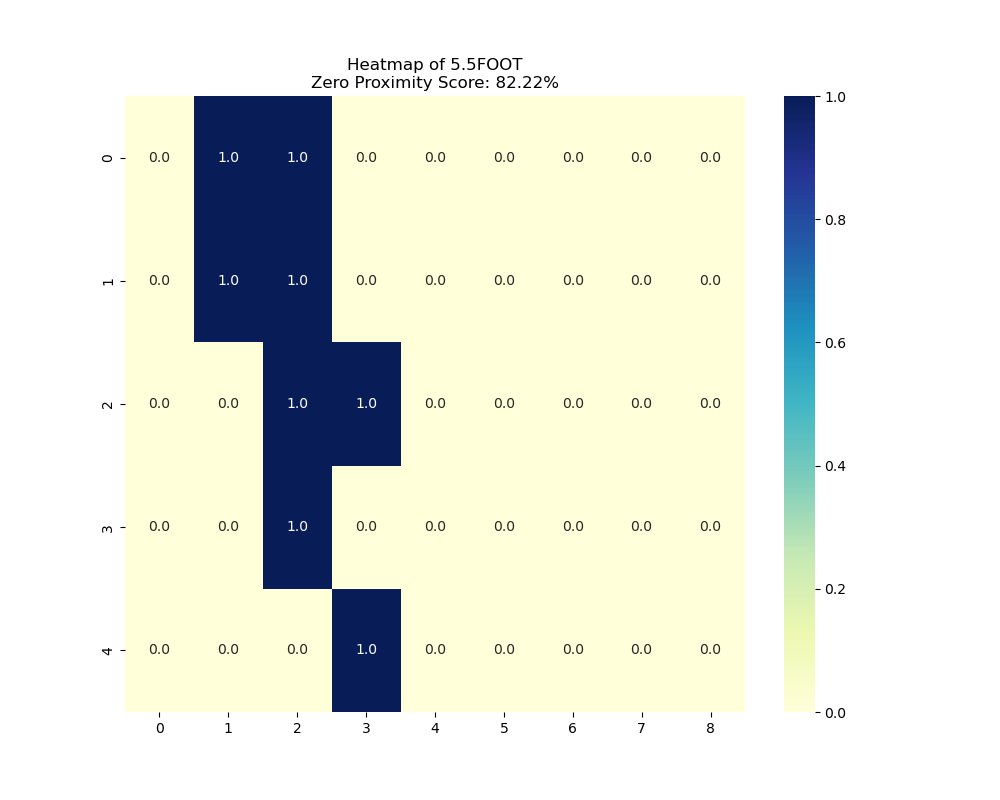 Heatmap of 5.5FOOT
Zero Proximity Score: 82.22%
0 0.0 1.0 1.0 0.0 0.0 0.0 0.0 0.0 0.0
1 0.0 1.0 1.0 0.0 0.0 0.0 0.0 0.0 0.0
2 0.0 0.0 1.0 1.0 0.0 0.0 0.0 0.0 0.0
3 0.0 0.0 1.0 0.0 0.0 0.0 0.0 0.0 0.0
4 0.0 0.0 0.0 1.0 0.0 0.0 0.0 0.0 0.0
0 1 2 3 4 5 6 7 8
1.0
0.8
0.6
0.4
0.2
0.0